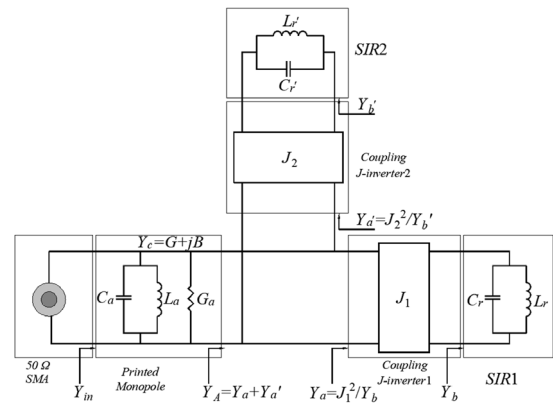 Lr'
SIR2
Cr'
Yb'
J2
Coupling
J-inverter2
Ya'=J2²/Yb'
Yc=G+jB
Ca
La
Ga
J1
Cr
Lr
50 Ω
SMA
Printed
Monopole
Coupling
J-inverter1
SIR1
Yin
YA=Ya+Ya'
Ya=J1²/Yb
Yb